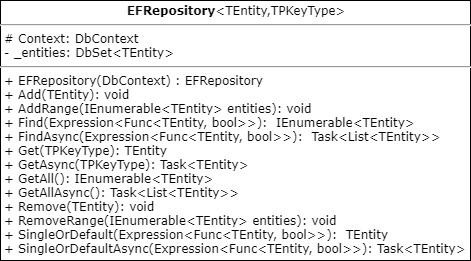 EFRepository<TEntity,TPKeyType>
# Context: DbContext
- _entities: DbSet<TEntity>
+ EFRepository(DbContext) : EFRepository
+ Add(TEntity): void
+ AddRange(IEnumerable<TEntity> entities): void
+ Find(Expression<Func<TEntity, bool>>):  IEnumerable<TEntity>
+ FindAsync(Expression<Func<TEntity, bool>>):  Task<List<TEntity>>
+ Get(TPKeyType): TEntity
+ GetAsync(TPKeyType): Task<TEntity>
+ GetAll(): IEnumerable<TEntity>
+ GetAllAsync(): Task<List<TEntity>>
+ Remove(TEntity): void
+ RemoveRange(IEnumerable<TEntity> entities): void
+ SingleOrDefault(Expression<Func<TEntity, bool>>):  TEntity
+ SingleOrDefaultAsync(Expression<Func<TEntity, bool>>): Task<TEntity>